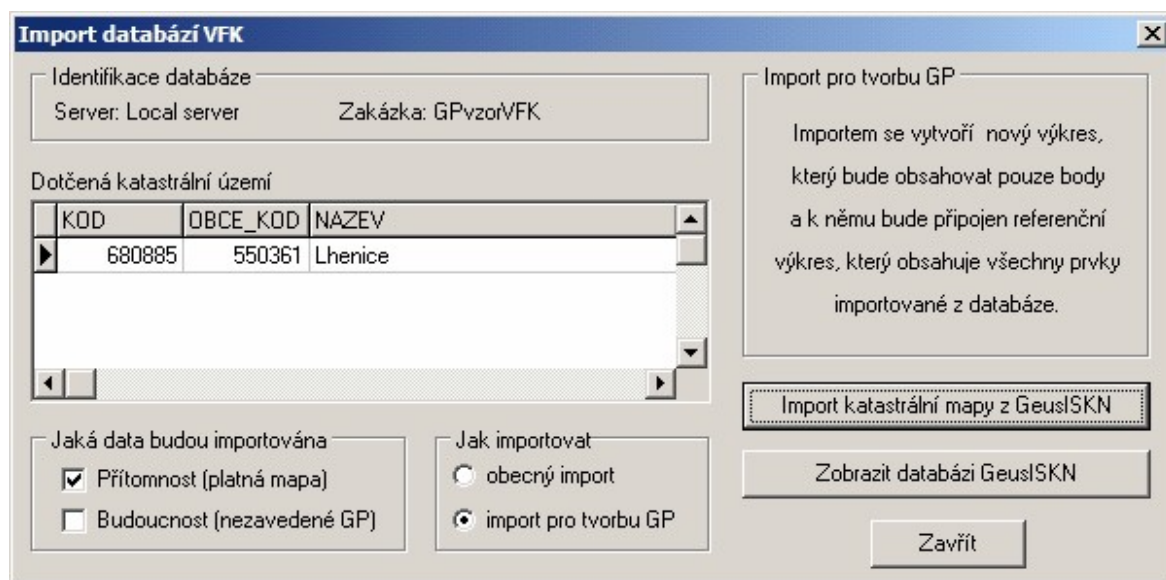 Import databází VFK
Identifikace databáze
Server: Local server Zakázka: GPvzorVFK
Dotčená katastrální území
KOD OBCE_KOD NAZEV
680885 550361 Lhenice
Jaká data budou importována
Přítomnost (platná mapa)
Budoucnost (nezavedené GP)
Jak importovat
obecný import
import pro tvorbu GP
Import pro tvorbu GP
Importem se vytvoří nový výkres,
který bude obsahovat pouze body
a k němu bude připojen referenční
výkres, který obsahuje všechny prvky
importované z databáze.
Import katastrální mapy z GeusISKN
Zobrazit databázi GeusISKN
Zavřít